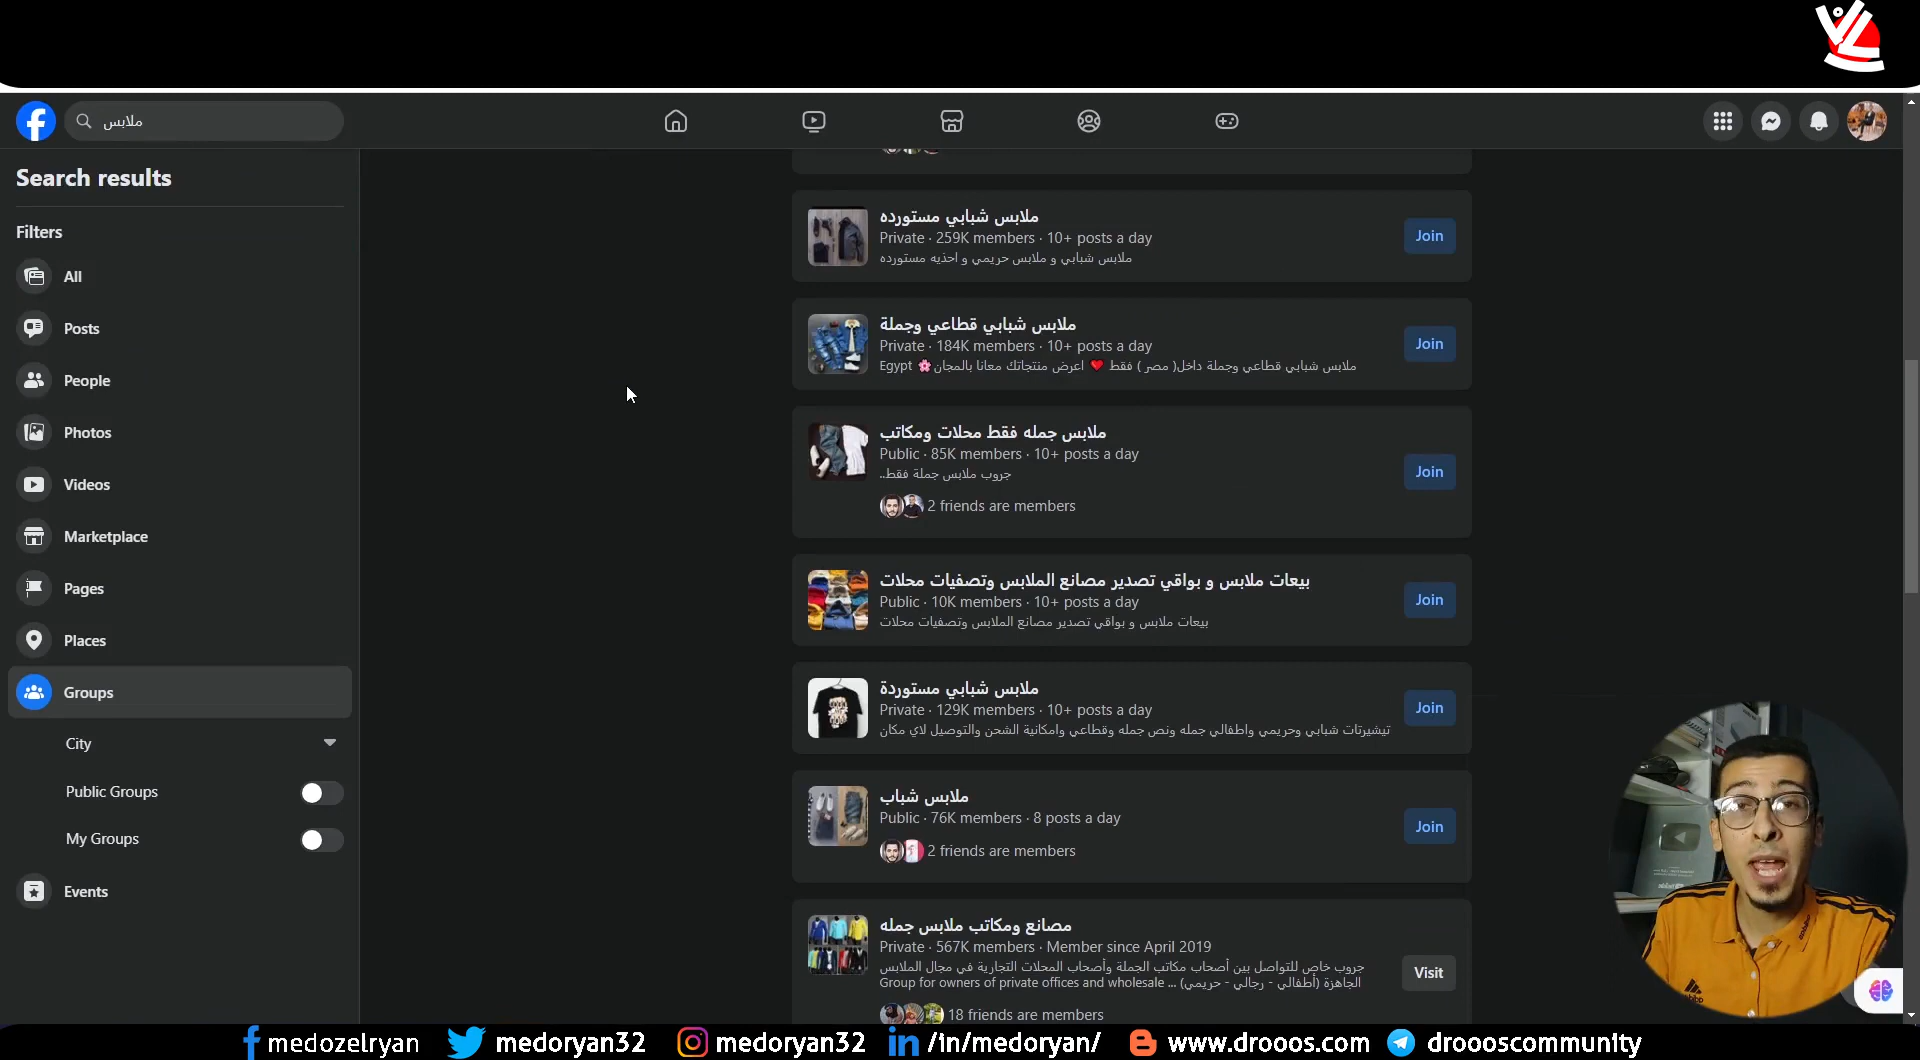 ملابس
Search results
Filters
All
Posts
People
Photos
Videos
Marketplace
Pages
Places
Groups
City
Public Groups
My Groups
Events
ملابس شبابي مستورده
Private · 259K members · 10+ posts a day
ملابس شبابي و ملابس حريمي و احذيه مستورده
Join
ملابس شبابي قطاعي وجملة
Private · 184K members · 10+ posts a day
ملابس شبابي قطاعي وجملة داخل( مصر ) فقط ❤️ اعرض منتجاتك معانا بالمجان🌸 Egypt
Join
ملابس جمله فقط محلات ومكاتب
Public · 85K members · 10+ posts a day
جروب ملابس جملة فقط..
2 friends are members
Join
بيعات ملابس و بواقي تصدير مصانع الملابس وتصفيات محلات
Public · 10K members · 10+ posts a day
بيعات ملابس و بواقي تصدير مصانع الملابس وتصفيات محلات
Join
ملابس شبابي مستوردة
Private · 129K members · 10+ posts a day
تيشيرتات شبابي وحريمي واطفالي جمله ونص جمله وقطاعي وامكانية الشحن والتوصيل لاي مكان
Join
ملابس شباب
Public · 76K members · 8 posts a day
2 friends are members
Join
مصانع ومكاتب ملابس جمله
Private · 567K members · Member since April 2019
جروب خاص للتواصل بين أصحاب مكاتب الجملة وأصحاب المحلات التجارية في مجال الملابس
الجاهزة (أطفالي - رجالي - حريمي) ... Group for owners of private offices and wholesale
18 friends are members
Visit
medozelryan
medoryan32
medoryan32
/in/medoryan/
www.drooos.com
droooscommunity